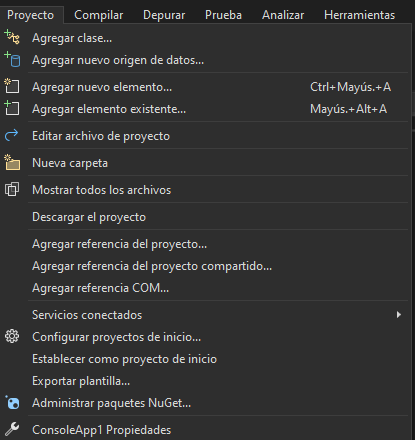 Proyecto Compilar Depurar Prueba Analizar Herramientas
Agregar clase...
Agregar nuevo origen de datos...
Agregar nuevo elemento... Ctrl+Mayús.+A
Agregar elemento existente... Mayús.+Alt+A
Editar archivo de proyecto
Nueva carpeta
Mostrar todos los archivos
Descargar el proyecto
Agregar referencia del proyecto...
Agregar referencia del proyecto compartido...
Agregar referencia COM...
Servicios conectados
Configurar proyectos de inicio...
Establecer como proyecto de inicio
Exportar plantilla...
Administrar paquetes NuGet...
ConsoleApp1 Propiedades